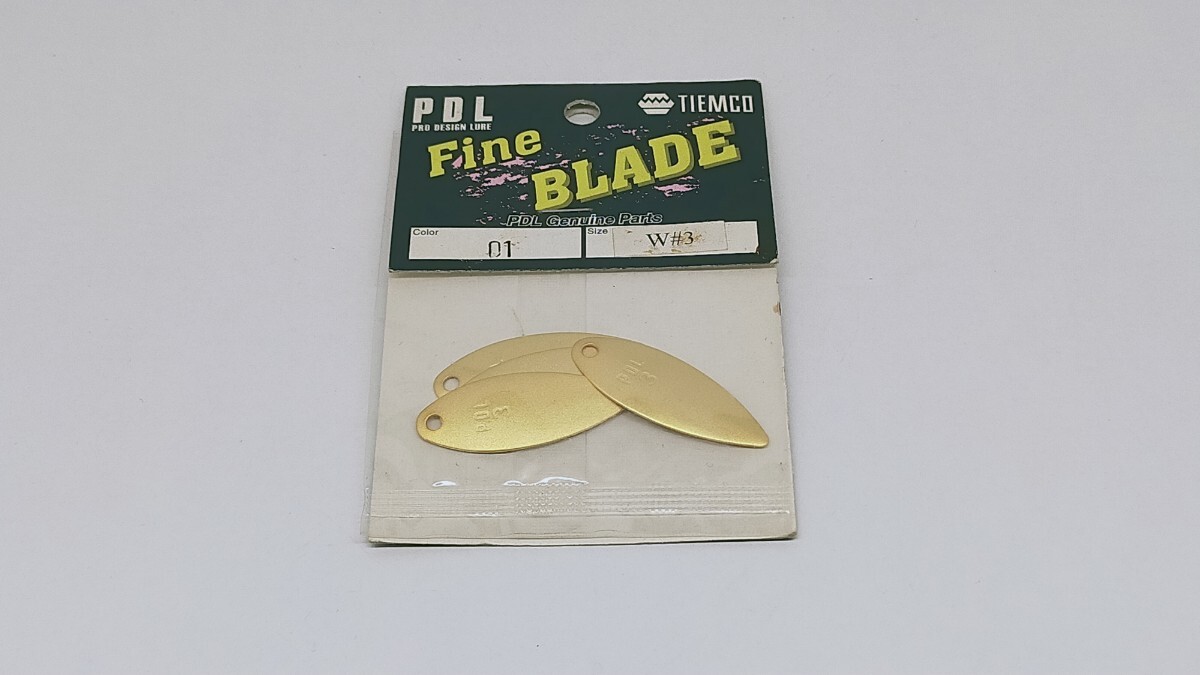 PDL
PRO DESIGN LURE
TIEMCO
Fine
BLADE
PDL Genuine Parts
Color
01
Size
W#3
PDL
3
PDL
3